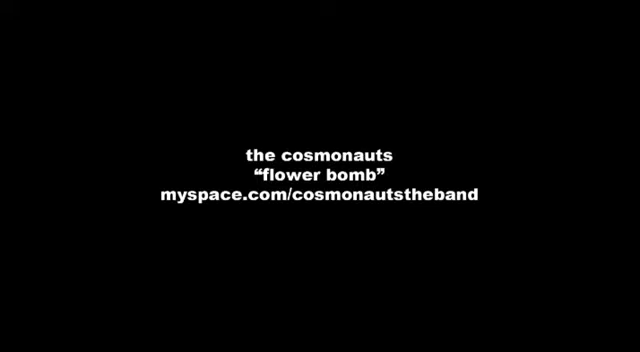 the cosmonauts
“flower bomb”
myspace.com/cosmonautstheband